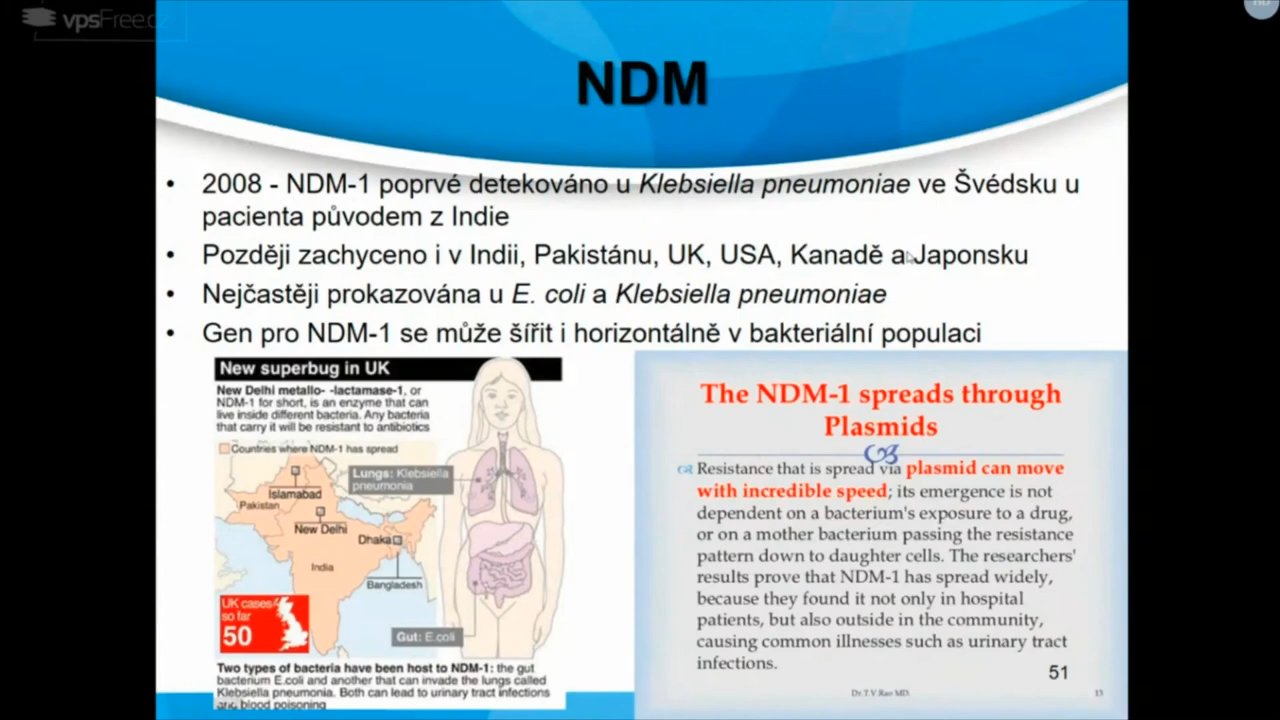 vpsFree.cz
HD
NDM
• 2008 - NDM-1 poprvé detekováno u Klebsiella pneumoniae ve Švédsku u
pacienta původem z Indie
• Později zachyceno i v Indii, Pakistánu, UK, USA, Kanadě a Japonsku
• Nejčastěji prokazována u E. coli a Klebsiella pneumoniae
• Gen pro NDM-1 se může šířit i horizontálně v bakteriální populaci
New superbug in UK
New Delhi metallo- -lactamase-1, or
NDM-1 for short, is an enzyme that can
live inside different bacteria. Any bacteria
that carry it will be resistant to antibiotics
Countries where NDM-1 has spread
Lungs: Klebsiella
pneumonia
Islamabad
Pakistan
New Delhi
Dhaka
India
Bangladesh
UK cases
so far
50
Gut: E.coli
Two types of bacteria have been host to NDM-1: the gut
bacterium E.coli and another that can invade the lungs called
Klebsiella pneumonia. Both can lead to urinary tract infections
and blood poisoning
The NDM-1 spreads through
Plasmids
Resistance that is spread via plasmid can move
with incredible speed; its emergence is not
dependent on a bacterium's exposure to a drug,
or on a mother bacterium passing the resistance
pattern down to daughter cells. The researchers'
results prove that NDM-1 has spread widely,
because they found it not only in hospital
patients, but also outside in the community,
causing common illnesses such as urinary tract
infections.
51
Dr.T.V.Rao MD
13